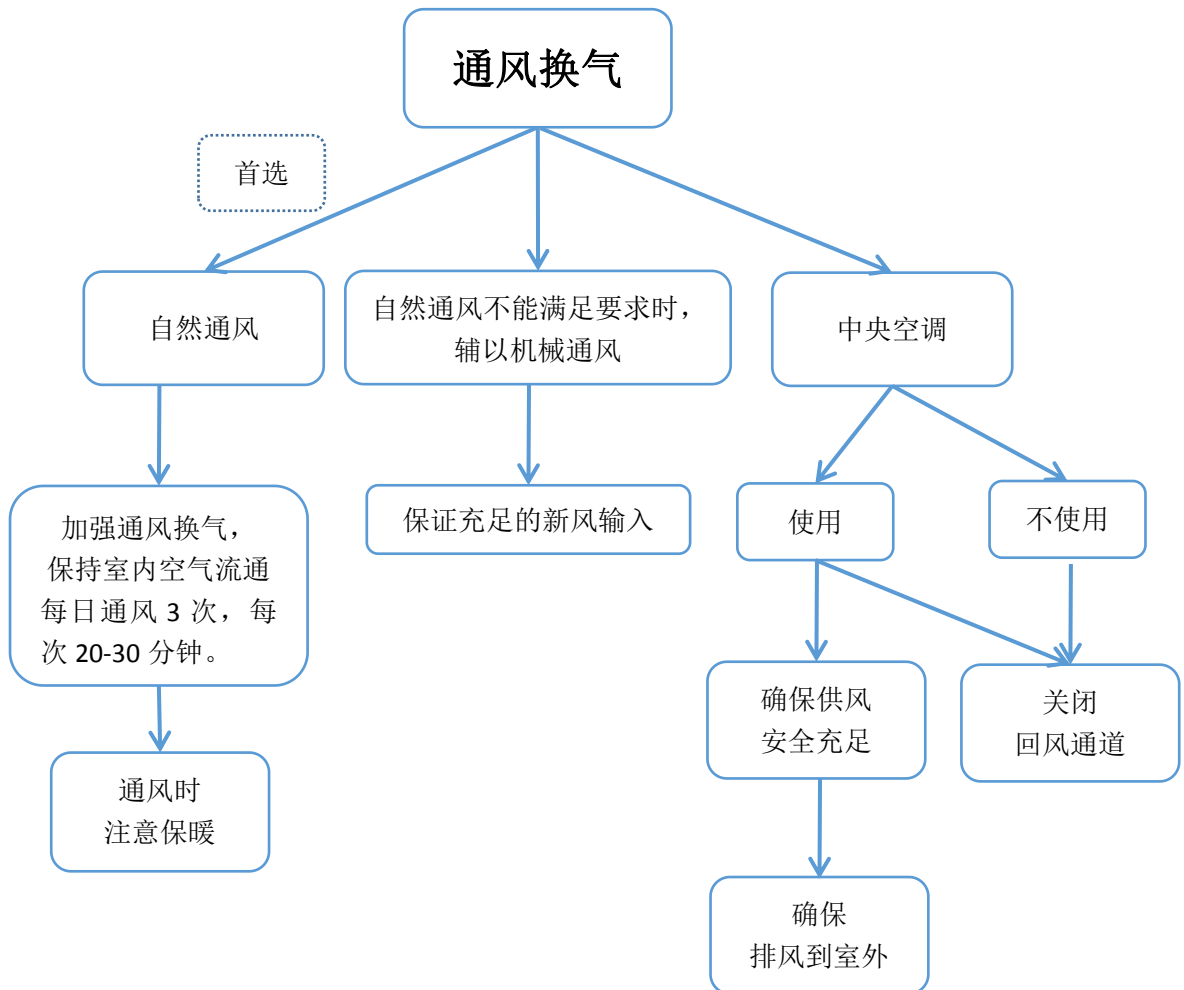 通风换气
首选
自然通风
自然通风不能满足要求时，
辅以机械通风
中央空调
加强通风换气，
保持室内空气流通
每日通风 3 次，每
次 20-30 分钟。
保证充足的新风输入
使用
不使用
通风时
注意保暖
确保供风
安全充足
关闭
回风通道
确保
排风到室外